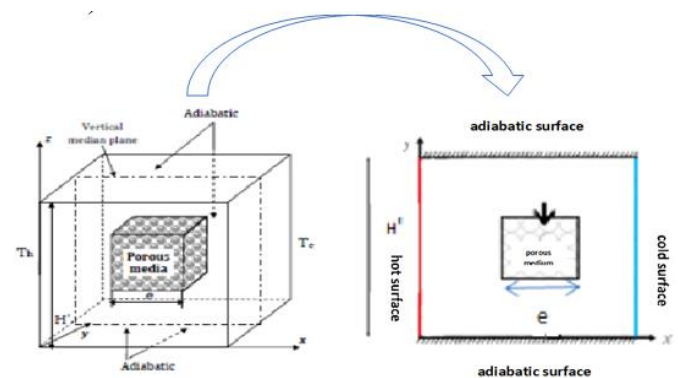 Adiabatic
Vertical
median plane
z
Th
Tc
Porous
media
e
H
y
x
Adiabatic
adiabatic surface
y
H
hot surface
porous
medium
cold surface
e
x
adiabatic surface